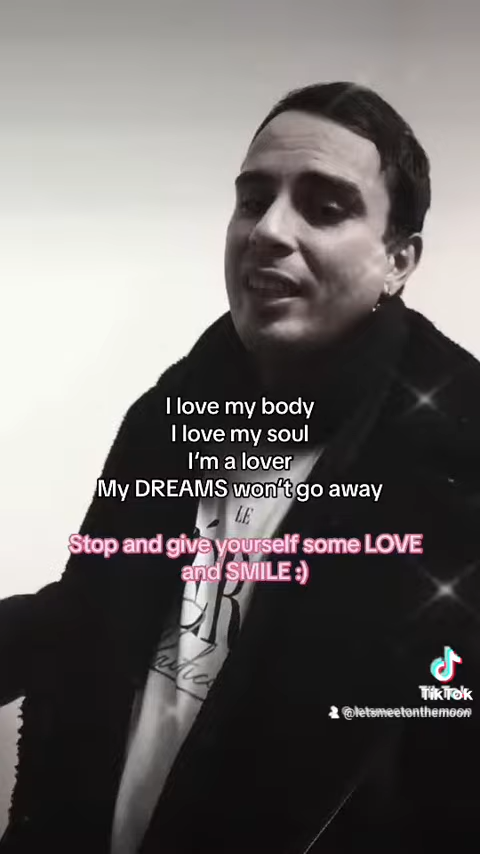 I love my body
I love my soul
I'm a lover
My DREAMS won't go away
LE
Stop and give yourself some LOVE
and SMILE :)
TikTok
@letsmeetonthemoon